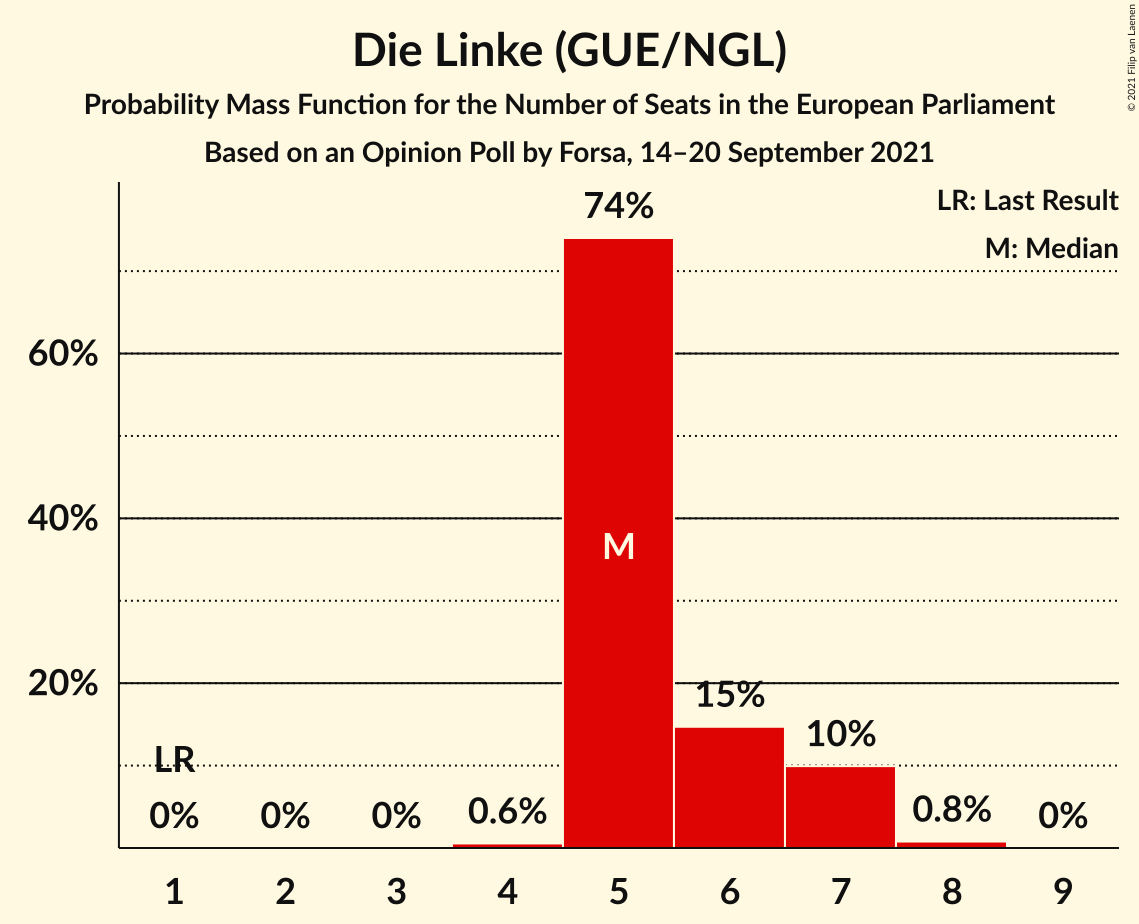 Die Linke (GUE/NGL)
Probability Mass Function for the Number of Seats in the European Parliament
Based on an Opinion Poll by Forsa, 14–20 September 2021
© 2021 Filip van Laenen
LR: Last Result
M: Median
74%
60%
40%
M
20%
15%
10%
LR
0% 0% 0% 0.6% 0.8% 0%
1 2 3 4 5 6 7 8 9